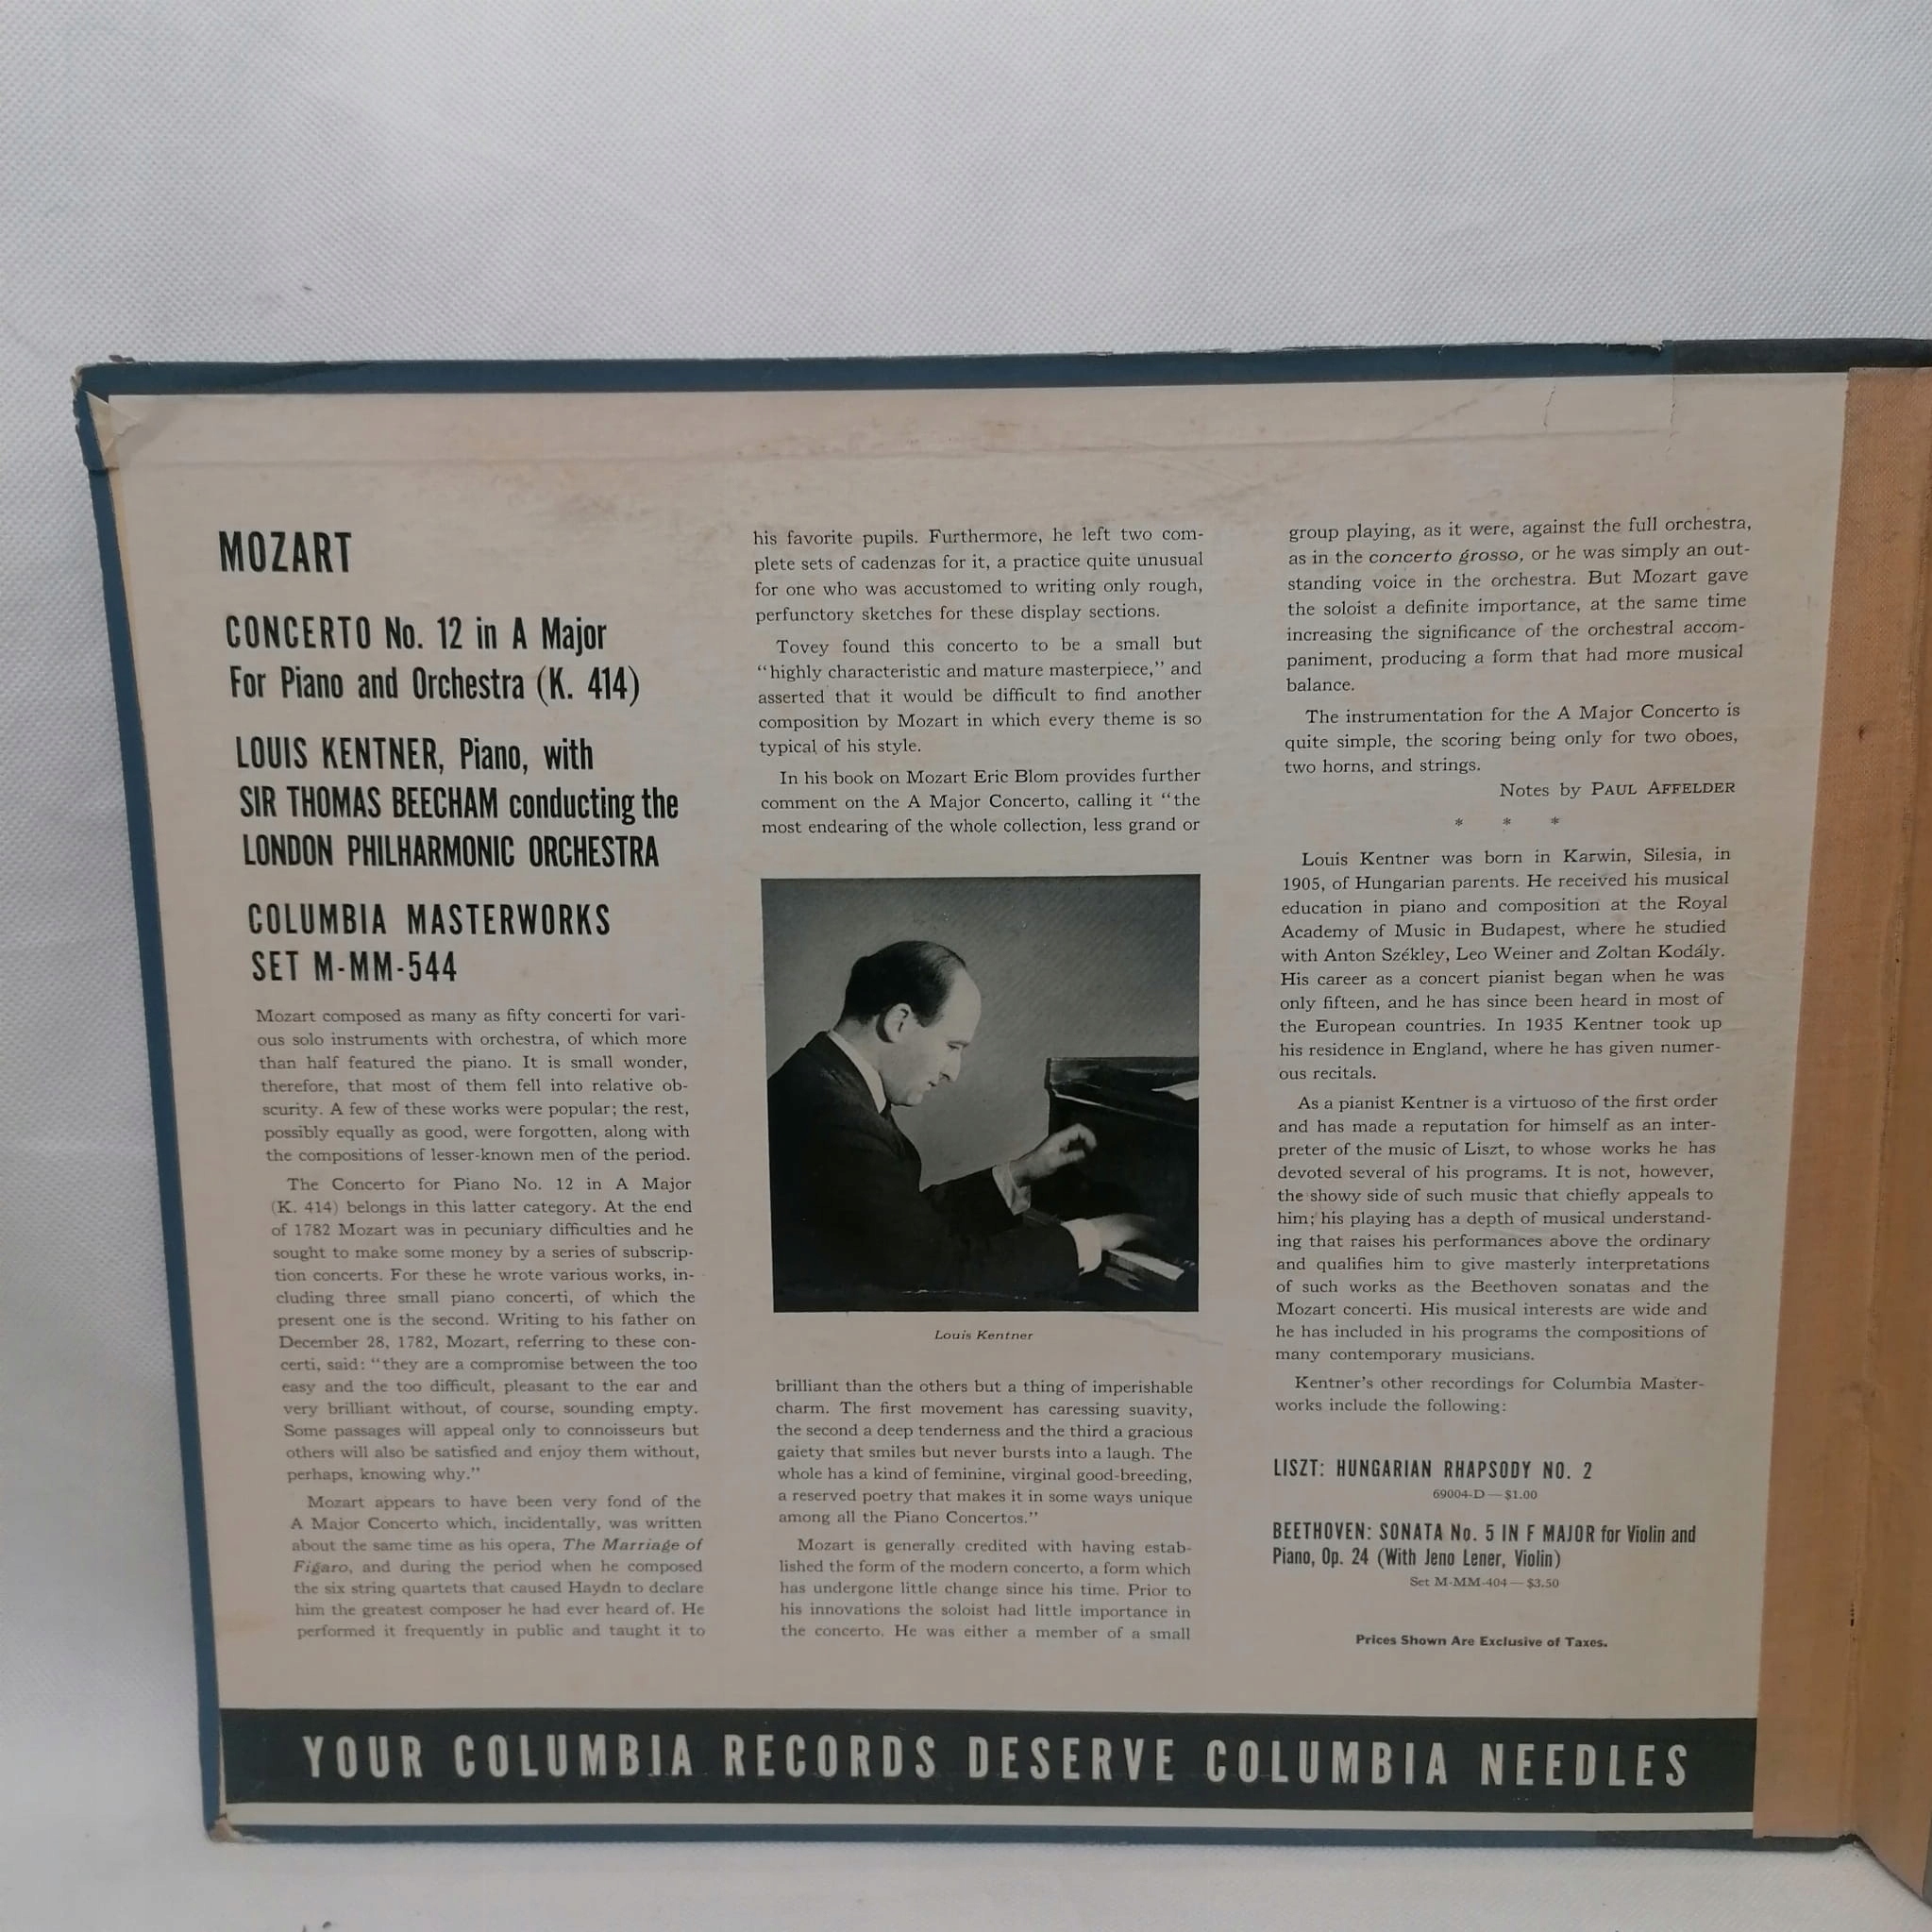 MOZART
CONCERTO No. 12 in A Major
For Piano and Orchestra (K. 414)
LOUIS KENTNER, Piano, with
SIR THOMAS BEECHAM conducting the
LONDON PHILHARMONIC ORCHESTRA
COLUMBIA MASTERWORKS
SET M-MM-544
Mozart composed as many as fifty concerti for vari-
ous solo instruments with orchestra, of which more
than half featured the piano. It is small wonder,
therefore, that most of them fell into relative ob-
scurity. A few of these works were popular; the rest,
possibly equally as good, were forgotten, along with
the compositions of lesser-known men of the period.
The Concerto for Piano No. 12 in A Major
(K. 414) belongs in this latter category. At the end
of 1782 Mozart was in pecuniary difficulties and he
sought to make some money by a series of subscrip-
tion concerts. For these he wrote various works, in-
cluding three small piano concerti, of which the
present one is the second. Writing to his father on
December 28, 1782, Mozart, referring to these con-
certi, said: "they are a compromise between the too
easy and the too difficult, pleasant to the ear and
very brilliant without, of course, sounding empty.
Some passages will appeal only to connoisseurs but
others will also be satisfied and enjoy them without,
perhaps, knowing why."
Mozart appears to have been very fond of the
A Major Concerto which, incidentally, was written
about the same time as his opera, The Marriage of
Figaro, and during the period when he composed
the six string quartets that caused Haydn to declare
him the greatest composer he had ever heard of. He
performed it frequently in public and taught it to
his favorite pupils. Furthermore, he left two com-
plete sets of cadenzas for it, a practice quite unusual
for one who was accustomed to writing only rough,
perfunctory sketches for these display sections.
Tovey found this concerto to be a small but
"highly characteristic and mature masterpiece," and
asserted that it would be difficult to find another
composition by Mozart in which every theme is so
typical of his style.
In his book on Mozart Eric Blom provides further
comment on the A Major Concerto, calling it "the
most endearing of the whole collection, less grand or
Louis Kentner
brilliant than the others but a thing of imperishable
charm. The first movement has caressing suavity,
the second a deep tenderness and the third a gracious
gaiety that smiles but never bursts into a laugh. The
whole has a kind of feminine, virginal good-breeding,
a reserved poetry that makes it in some ways unique
among all the Piano Concertos."
Mozart is generally credited with having estab-
lished the form of the modern concerto, a form which
has undergone little change since his time. Prior to
his innovations the soloist had little importance in
the concerto. He was either a member of a small
group playing, as it were, against the full orchestra,
as in the concerto grosso, or he was simply an out-
standing voice in the orchestra. But Mozart gave
the soloist a definite importance, at the same time
increasing the significance of the orchestral accom-
paniment, producing a form that had more musical
balance.
The instrumentation for the A Major Concerto is
quite simple, the scoring being only for two oboes,
two horns, and strings.
Notes by PAUL AFFELDER
* * *
Louis Kentner was born in Karwin, Silesia, in
1905, of Hungarian parents. He received his musical
education in piano and composition at the Royal
Academy of Music in Budapest, where he studied
with Anton Székley, Leo Weiner and Zoltan Kodály.
His career as a concert pianist began when he was
only fifteen, and he has since been heard in most of
the European countries. In 1935 Kentner took up
his residence in England, where he has given numer-
ous recitals.
As a pianist Kentner is a virtuoso of the first order
and has made a reputation for himself as an inter-
preter of the music of Liszt, to whose works he has
devoted several of his programs. It is not, however,
the showy side of such music that chiefly appeals to
him; his playing has a depth of musical understand-
ing that raises his performances above the ordinary
and qualifies him to give masterly interpretations
of such works as the Beethoven sonatas and the
Mozart concerti. His musical interests are wide and
he has included in his programs the compositions of
many contemporary musicians.
Kentner's other recordings for Columbia Master-
works include the following:
LISZT: HUNGARIAN RHAPSODY NO. 2
69004-D — $1.00
BEETHOVEN: SONATA No. 5 IN F MAJOR for Violin and
Piano, Op. 24 (With Jeno Lener, Violin)
Set M-MM-404 — $3.50
Prices Shown Are Exclusive of Taxes.
YOUR COLUMBIA RECORDS DESERVE COLUMBIA NEEDLES